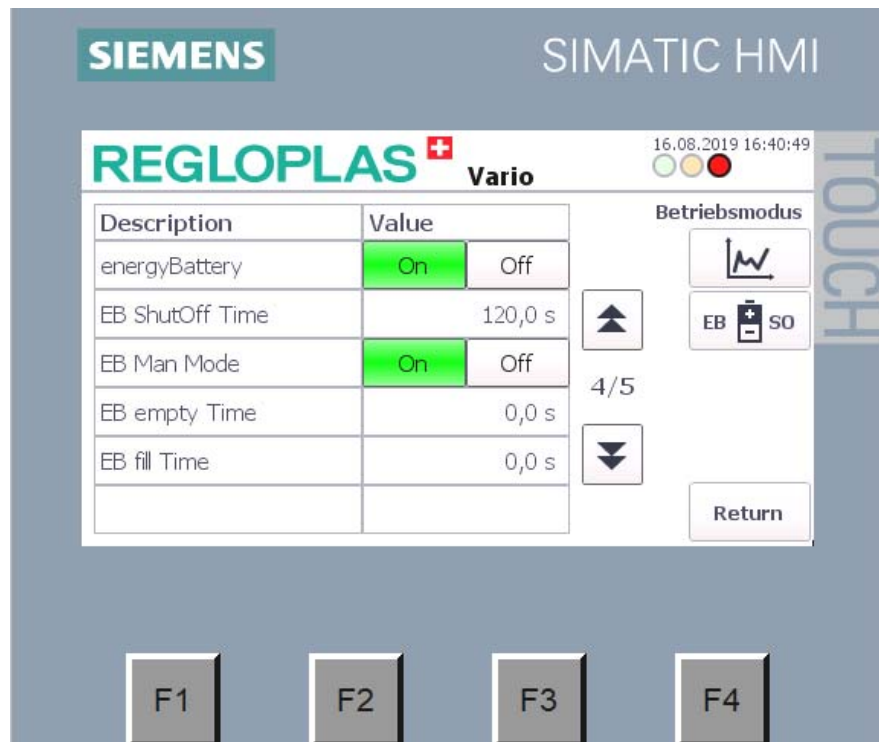 SIEMENS
SIMATIC HMI
TOUCH
REGLOPLAS Vario
16.08.2019 16:40:49
Description Value
energyBattery On Off
EB ShutOff Time 120,0 s
EB Man Mode On Off
EB empty Time 0,0 s
EB fill Time 0,0 s
4/5
Betriebsmodus
EB SO
Return
F1 F2 F3 F4